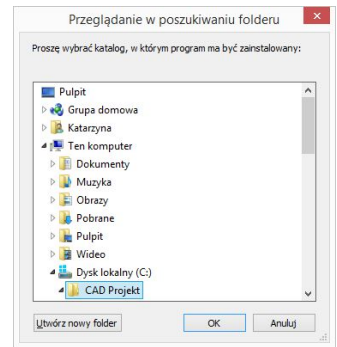 Przeglądanie w poszukiwaniu folderu
Proszę wybrać katalog, w którym program ma być zainstalowany:
Pulpit
Grupa domowa
Katarzyna
Ten komputer
Dokumenty
Muzyka
Obrazy
Pobrane
Pulpit
Wideo
Dysk lokalny (C:)
CAD Projekt
Utwórz nowy folder
OK
Anuluj